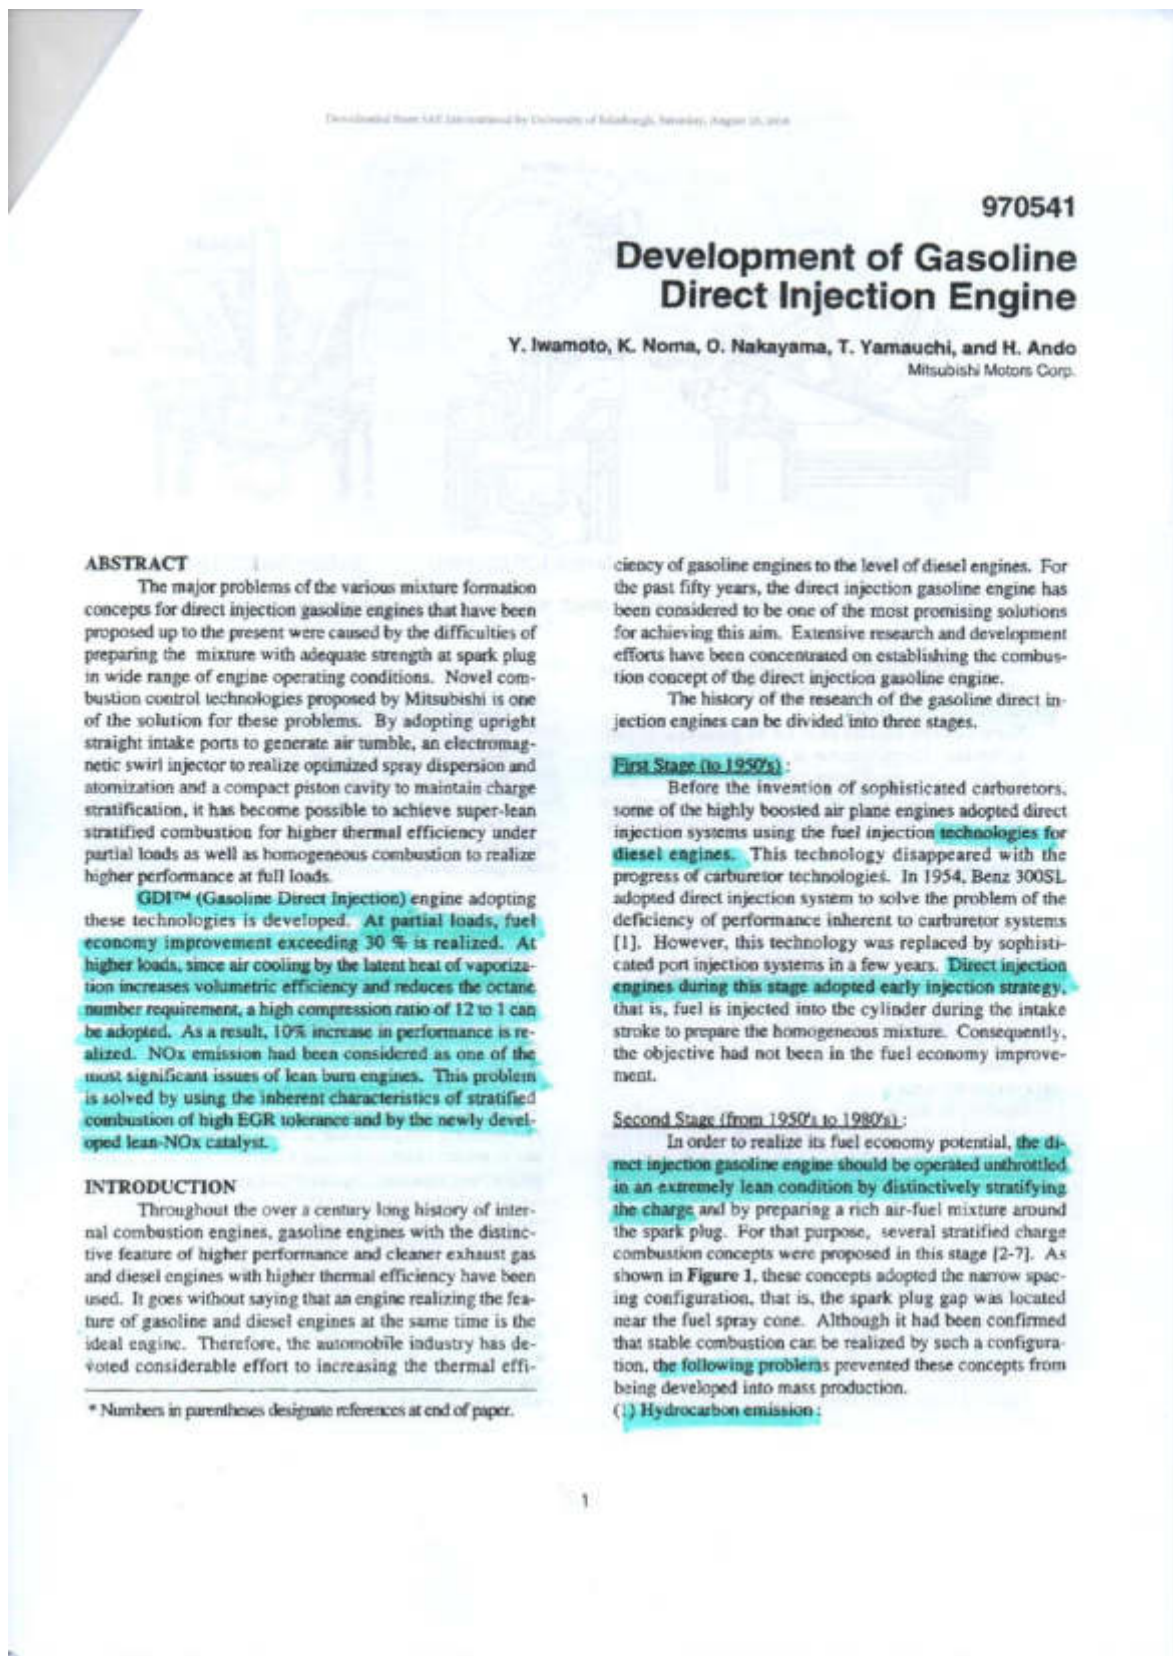 Downloaded from SAE International by University of Edinburgh, Saturday, August
970541
Development of Gasoline
Direct Injection Engine
Y. Iwamoto, K. Noma, O. Nakayama, T. Yamauchi, and H. Ando
Mitsubishi Motors Corp.
ABSTRACT
The major problems of the various mixture formation
concepts for direct injection gasoline engines that have been
proposed up to the present were caused by the difficulties of
preparing the mixture with adequate strength at spark plug
in wide range of engine operating conditions. Novel com-
bustion control technologies proposed by Mitsubishi is one
of the solution for these problems. By adopting upright
straight intake ports to generate air tumble, an electromag-
netic swirl injector to realize optimized spray dispersion and
atomization and a compact piston cavity to maintain charge
stratification, it has become possible to achieve super-lean
stratified combustion for higher thermal efficiency under
partial loads as well as homogeneous combustion to realize
higher performance at full loads.
GDI™ (Gasoline Direct Injection) engine adopting
these technologies is developed. At partial loads, fuel
economy improvement exceeding 30 % is realized. At
higher loads, since air cooling by the latent heat of vaporiza-
tion increases volumetric efficiency and reduces the octane
number requirement, a high compression ratio of 12 to 1 can
be adopted. As a result, 10% increase in performance is re-
alized. NOx emission had been considered as one of the
most significant issues of lean burn engines. This problem
is solved by using the inherent characteristics of stratified
combustion of high EGR tolerance and by the newly devel-
oped lean-NOx catalyst.
INTRODUCTION
Throughout the over a century long history of inter-
nal combustion engines, gasoline engines with the distinc-
tive feature of higher performance and cleaner exhaust gas
and diesel engines with higher thermal efficiency have been
used. It goes without saying that an engine realizing the fea-
ture of gasoline and diesel engines at the same time is the
ideal engine. Therefore, the automobile industry has de-
voted considerable effort to increasing the thermal effi-
* Numbers in parentheses designate references at end of paper.
ciency of gasoline engines to the level of diesel engines. For
the past fifty years, the direct injection gasoline engine has
been considered to be one of the most promising solutions
for achieving this aim. Extensive research and development
efforts have been concentrated on establishing the combus-
tion concept of the direct injection gasoline engine.
The history of the research of the gasoline direct in-
jection engines can be divided into three stages.
First Stage (to 1950's) :
Before the invention of sophisticated carburetors,
some of the highly boosted air plane engines adopted direct
injection systems using the fuel injection technologies for
diesel engines. This technology disappeared with the
progress of carburetor technologies. In 1954, Benz 300SL
adopted direct injection system to solve the problem of the
deficiency of performance inherent to carburetor systems
[1]. However, this technology was replaced by sophisti-
cated port injection systems in a few years. Direct injection
engines during this stage adopted early injection strategy,
that is, fuel is injected into the cylinder during the intake
stroke to prepare the homogeneous mixture. Consequently,
the objective had not been in the fuel economy improve-
ment.
Second Stage (from 1950's to 1980's) :
In order to realize its fuel economy potential, the di-
rect injection gasoline engine should be operated unthrottled
in an extremely lean condition by distinctively stratifying
the charge and by preparing a rich air-fuel mixture around
the spark plug. For that purpose, several stratified charge
combustion concepts were proposed in this stage [2-7]. As
shown in Figure 1, these concepts adopted the narrow spac-
ing configuration, that is, the spark plug gap was located
near the fuel spray cone. Although it had been confirmed
that stable combustion can be realized by such a configura-
tion, the following problems prevented these concepts from
being developed into mass production.
(1) Hydrocarbon emission :
1